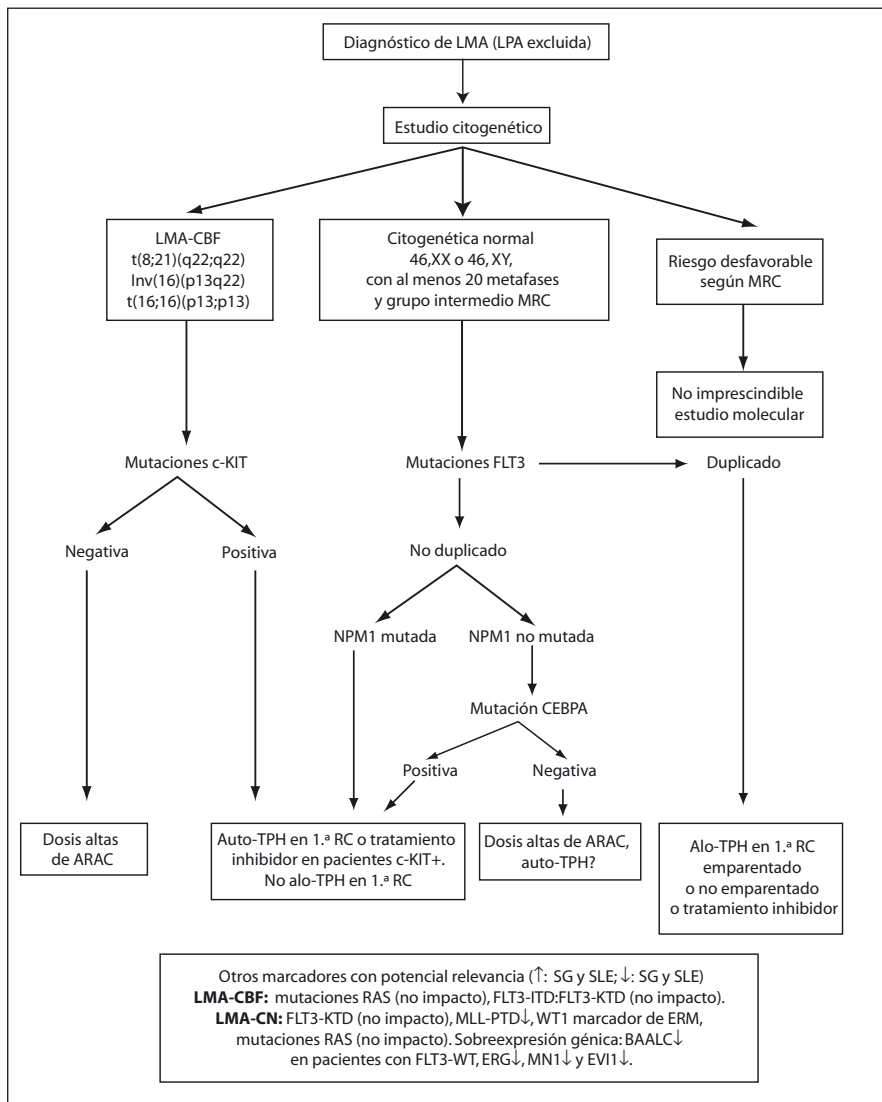 Diagnóstico de LMA (LPA excluida)
Estudio citogenético
LMA-CBF
t(8;21)(q22;q22)
Inv(16)(p13q22)
t(16;16)(p13;p13)
Citogenética normal
46,XX o 46, XY,
con al menos 20 metafases
y grupo intermedio MRC
Riesgo desfavorable
según MRC
No imprescindible
estudio molecular
Mutaciones c-KIT
Mutaciones FLT3
Duplicado
Negativa
Positiva
No duplicado
NPM1 mutada
NPM1 no mutada
Mutación CEBPA
Positiva
Negativa
Dosis altas
de ARAC
Auto-TPH en 1.ª RC o tratamiento
inhibidor en pacientes c-KIT+.
No alo-TPH en 1.ª RC
Dosis altas de ARAC,
auto-TPH?
Alo-TPH en 1.ª RC
emparentado
o no emparentado
o tratamiento inhibidor
Otros marcadores con potencial relevancia (↑: SG y SLE; ↓: SG y SLE)
LMA-CBF: mutaciones RAS (no impacto), FLT3-ITD:FLT3-KTD (no impacto).
LMA-CN: FLT3-KTD (no impacto), MLL-PTD↓, WT1 marcador de ERM,
mutaciones RAS (no impacto). Sobreexpresión génica: BAALC↓
en pacientes con FLT3-WT, ERG↓, MN1↓ y EVI1↓.